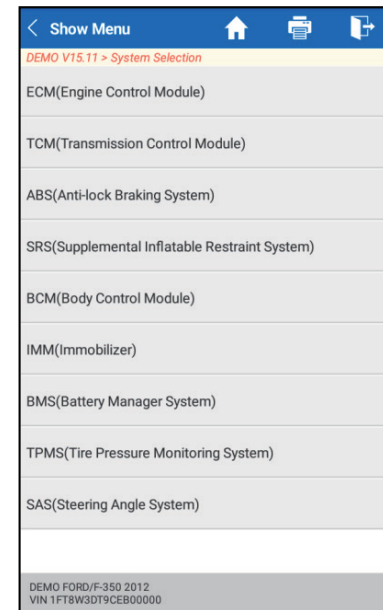 Show Menu
DEMO V15.11 > System Selection
ECM(Engine Control Module)
TCM(Transmission Control Module)
ABS(Anti-lock Braking System)
SRS(Supplemental Inflatable Restraint System)
BCM(Body Control Module)
IMM(Immobilizer)
BMS(Battery Manager System)
TPMS(Tire Pressure Monitoring System)
SAS(Steering Angle System)
DEMO FORD/F-350 2012
VIN 1FT8W3DT9CEB00000